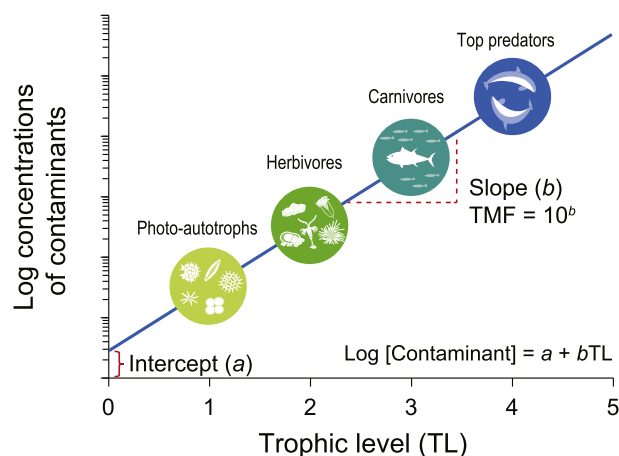 Log concentrations
of contaminants
Top predators
Carnivores
Herbivores
Photo-autotrophs
Slope (b)
TMF = 10ᵇ
Intercept (a)
Log [Contaminant] = a + bTL
0 1 2 3 4 5
Trophic level (TL)